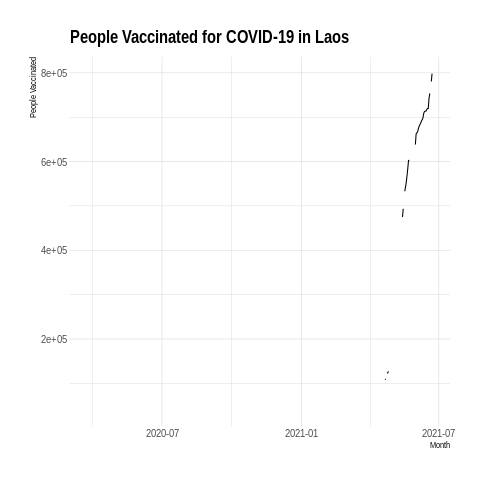 People Vaccinated for COVID-19 in Laos
People Vaccinated
8e+05
6e+05
4e+05
2e+05
2020-07
2021-01
2021-07
Month